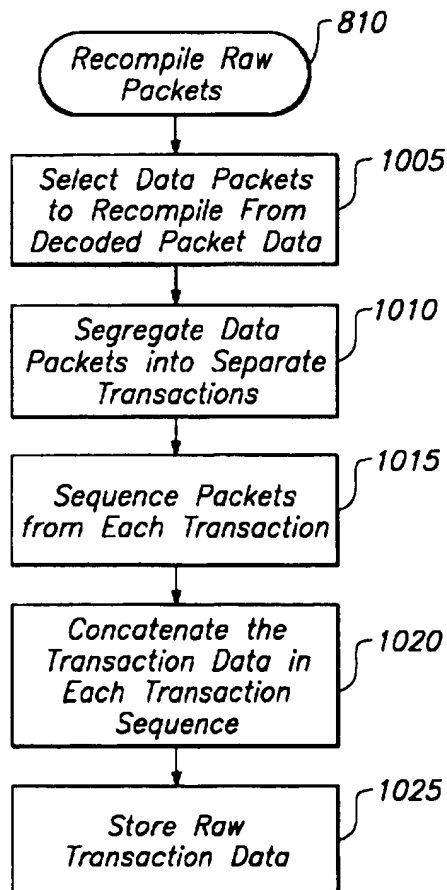 810
Recompile Raw
Packets
1005
Select Data Packets
to Recompile From
Decoded Packet Data
1010
Segregate Data
Packets into Separate
Transactions
1015
Sequence Packets
from Each Transaction
1020
Concatenate the
Transaction Data in
Each Transaction
Sequence
1025
Store Raw
Transaction Data